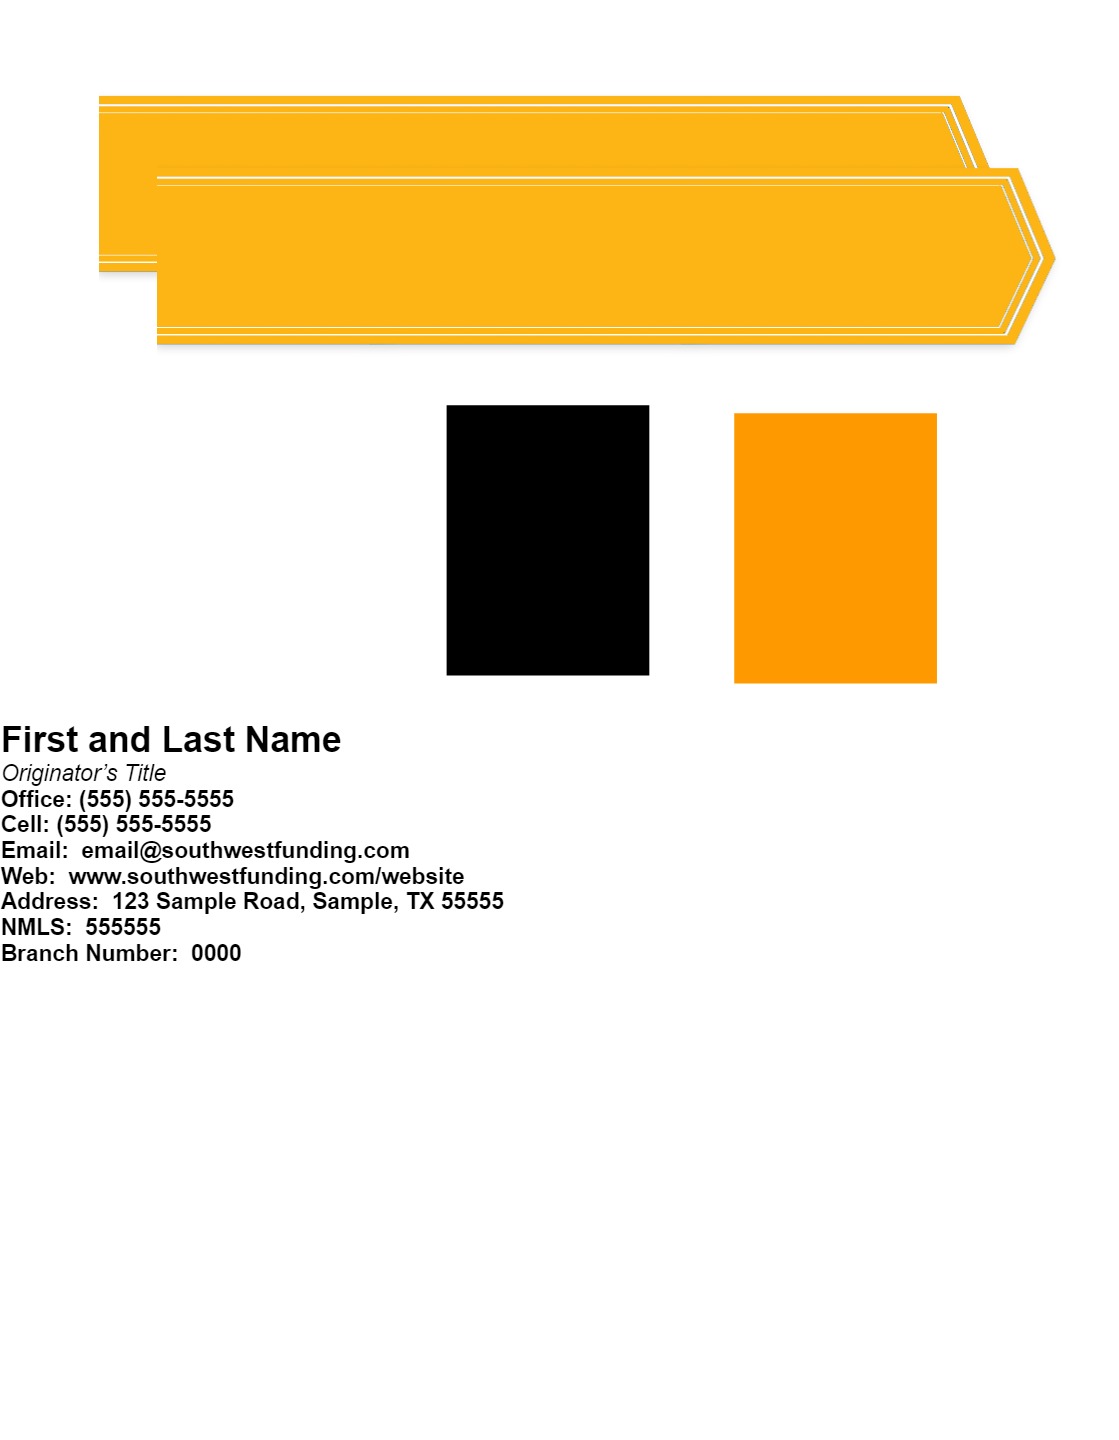 First and Last Name
Originator’s Title
Office: (555) 555-5555
Cell: (555) 555-5555
Email:  email@southwestfunding.com
Web:  www.southwestfunding.com/website
Address:  123 Sample Road, Sample, TX 55555
NMLS:  555555
Branch Number:  0000